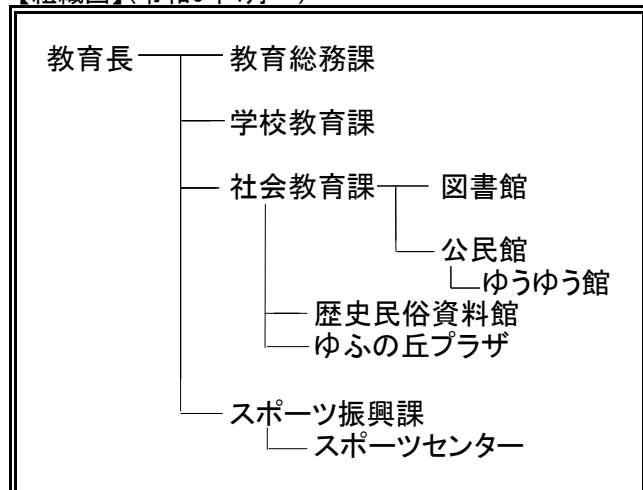 教育長 教育総務課
学校教育課
社会教育課 図書館
公民館
ゆうゆう館
歴史民俗資料館
ゆふの丘プラザ
スポーツ振興課
スポーツセンター